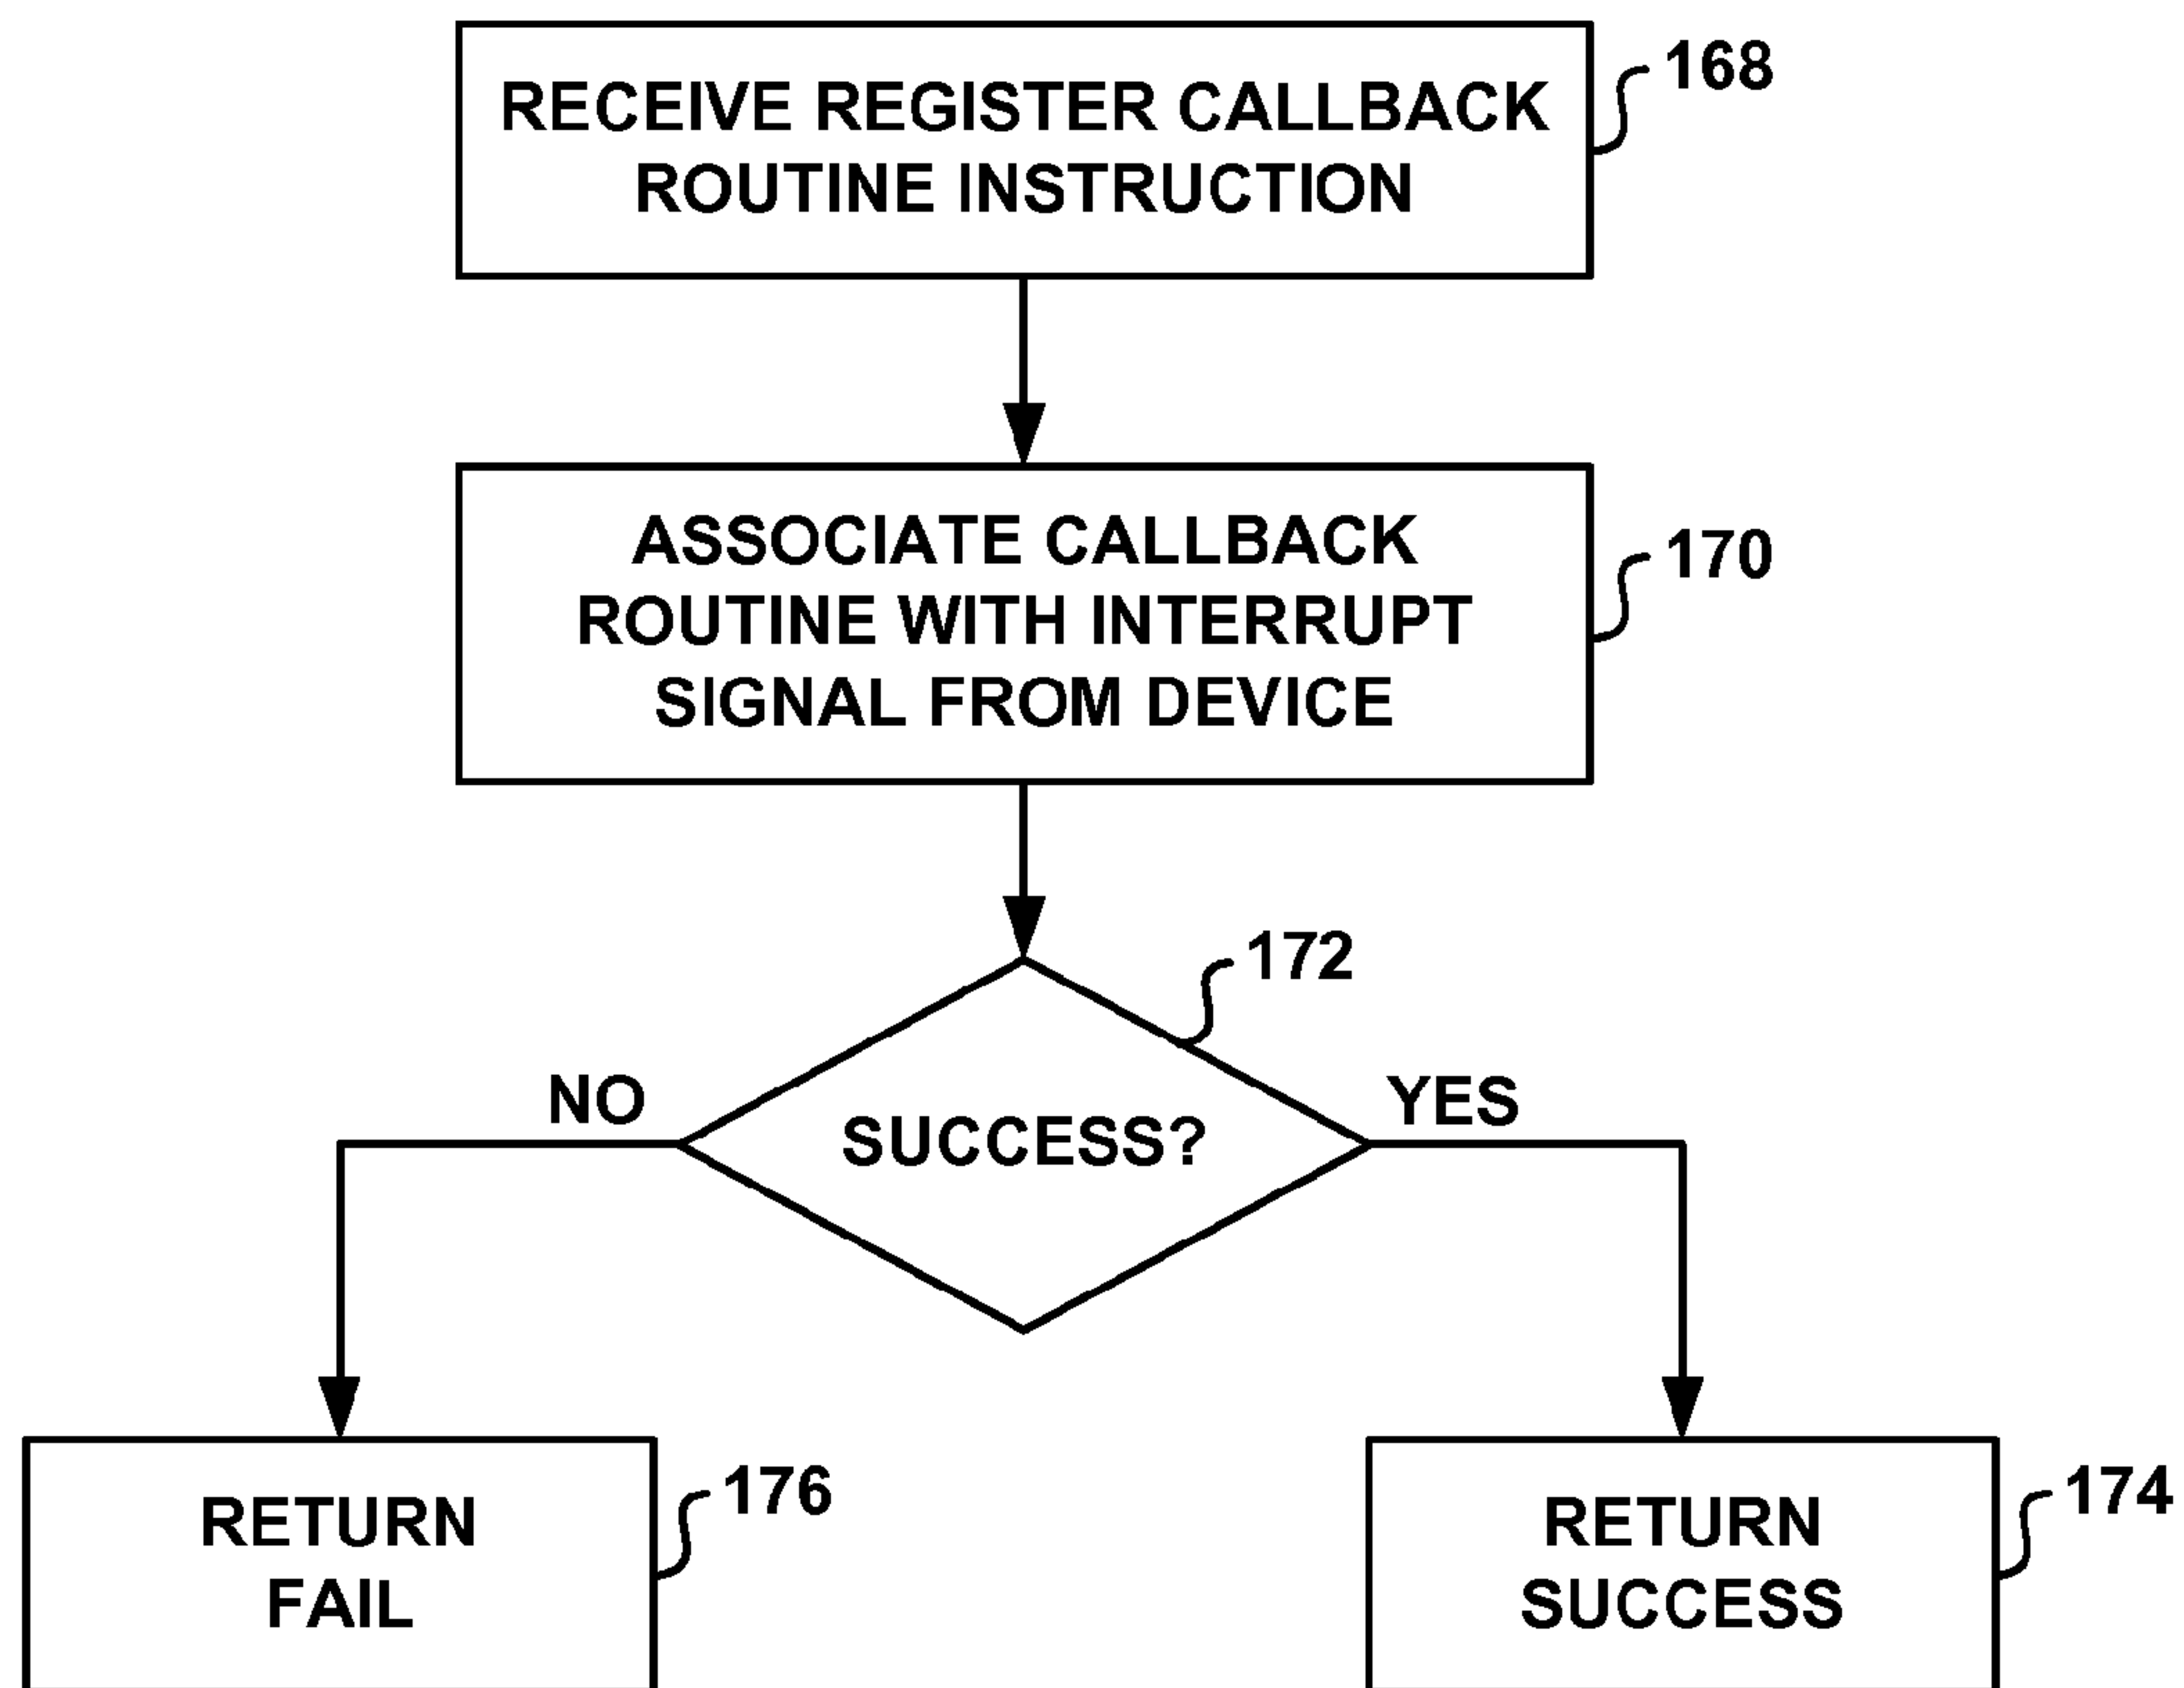 RECEIVE REGISTER CALLBACK
ROUTINE INSTRUCTION
168
ASSOCIATE CALLBACK
ROUTINE WITH INTERRUPT
SIGNAL FROM DEVICE
170
172
NO
SUCCESS?
YES
RETURN
FAIL
176
RETURN
SUCCESS
174